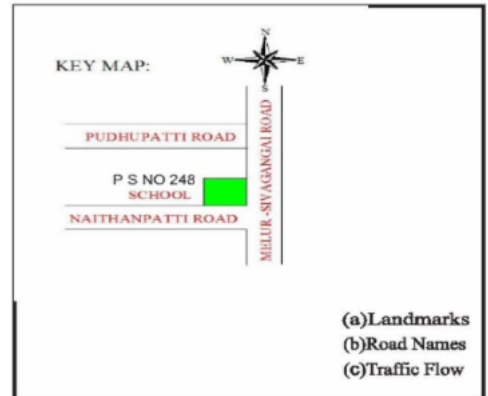 N
KEY MAP:
W E
S
PUDHUPATTI ROAD
MELUR-SIVAGANGAI ROAD
P S NO 248
SCHOOL
NAITHANPATTI ROAD
(a)Landmarks
(b)Road Names
(c)Traffic Flow